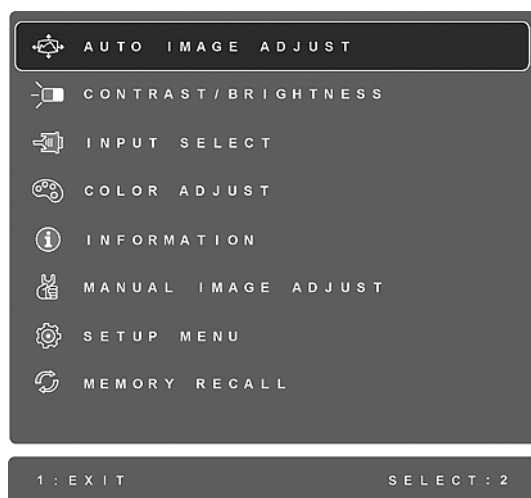 AUTO IMAGE ADJUST
CONTRAST/BRIGHTNESS
INPUT SELECT
COLOR ADJUST
INFORMATION
MANUAL IMAGE ADJUST
SETUP MENU
MEMORY RECALL
1:EXIT SELECT:2